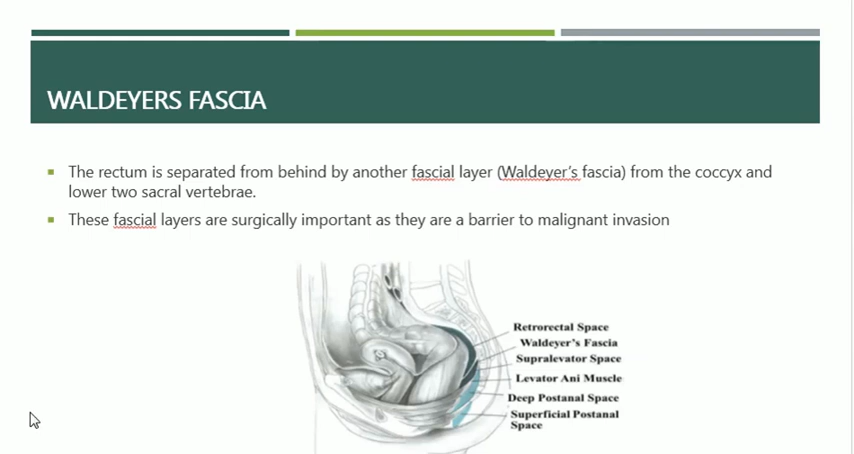 WALDEYERS FASCIA
The rectum is separated from behind by another fascial layer (Waldeyer's fascia) from the coccyx and
lower two sacral vertebrae.
These fascial layers are surgically important as they are a barrier to malignant invasion
Retrorectal Space
Waldeyer's Fascia
Supralevator Space
Levator Ani Muscle
Deep Postanal Space
Superficial Postanal
Space